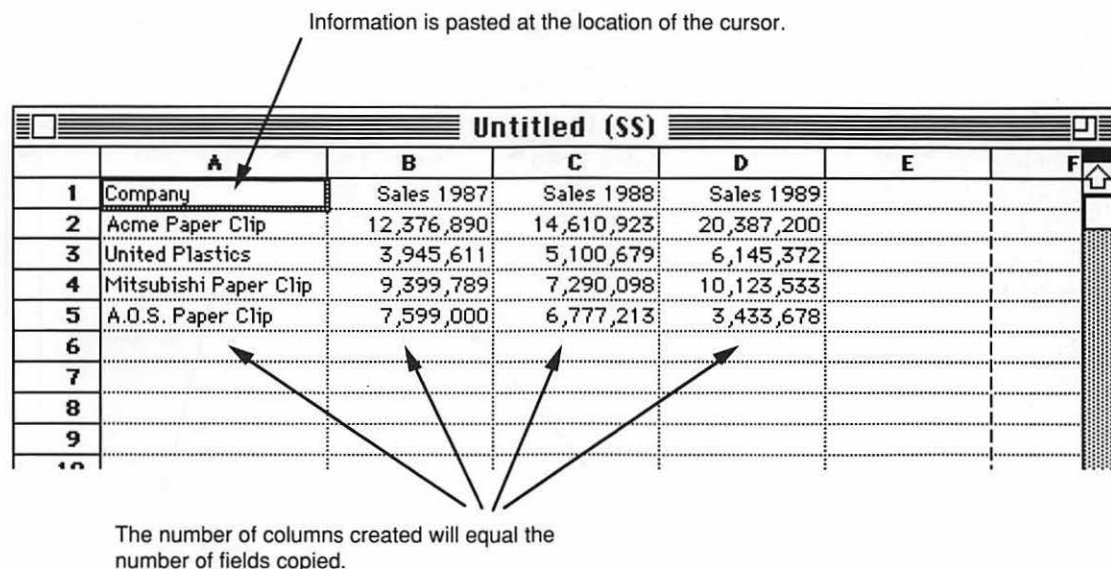 Information is pasted at the location of the cursor.
Untitled (SS)
A B C D E F
1 Company Sales 1987 Sales 1988 Sales 1989
2 Acme Paper Clip 12,376,890 14,610,923 20,387,200
3 United Plastics 3,945,611 5,100,679 6,145,372
4 Mitsubishi Paper Clip 9,399,789 7,290,098 10,123,533
5 A.O.S. Paper Clip 7,599,000 6,777,213 3,433,678
6
7
8
9
10
The number of columns created will equal the
number of fields copied.